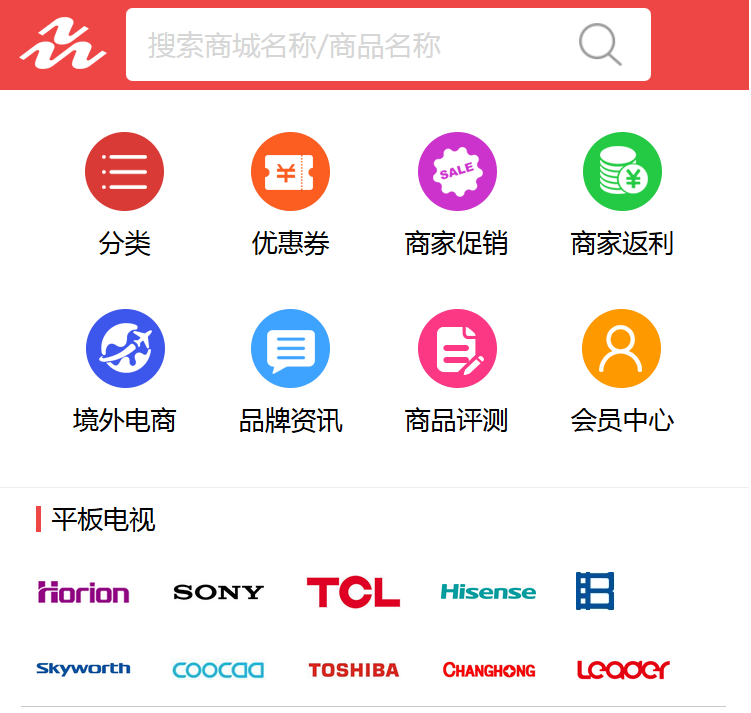 搜索商城名称/商品名称
SALE
分类 优惠券 商家促销 商家返利
境外电商 品牌资讯 商品评测 会员中心
平板电视
Horion SONY TCL Hisense
Skyworth coocaa TOSHIBA CHANGHONG Leader